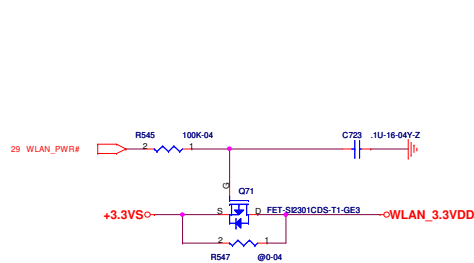 R545 100K-04 C723 .1U-16-04Y-Z
29 WLAN_PWR# 2 1
G Q71
+3.3VS S D FET-SI2301CDS-T1-GE3 WLAN_3.3VDD
2 1
R547 @0-04